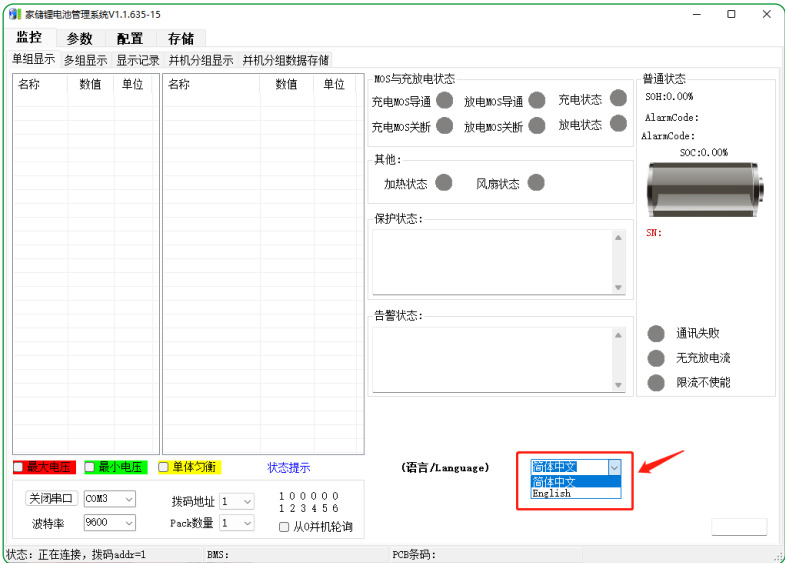 家储锂电池管理系统V1.1.635-15
监控 参数 配置 存储
单组显示 多组显示 显示记录 并机分组显示 并机分组数据存储
名称 数值 单位 名称 数值 单位
MOS与充放电状态
充电MOS导通 放电MOS导通 充电状态
充电MOS关断 放电MOS关断 放电状态
其他:
加热状态 风扇状态
保护状态:
告警状态:
普通状态
SOH:0.00%
AlarmCode:
AlarmCode:
SOC:0.00%
SN:
通讯失败
无充放电流
限流不使能
最大电压 最小电压 单体匀衡 状态提示
(语言/Language) 简体中文
简体中文
English
关闭串口 COM3 拨码地址 1 1 0 0 0 0 0
1 2 3 4 5 6
波特率 9600 Pack数量 1 从0并机轮询
状态: 正在连接, 拨码addr=1 BMS: PCB条码: